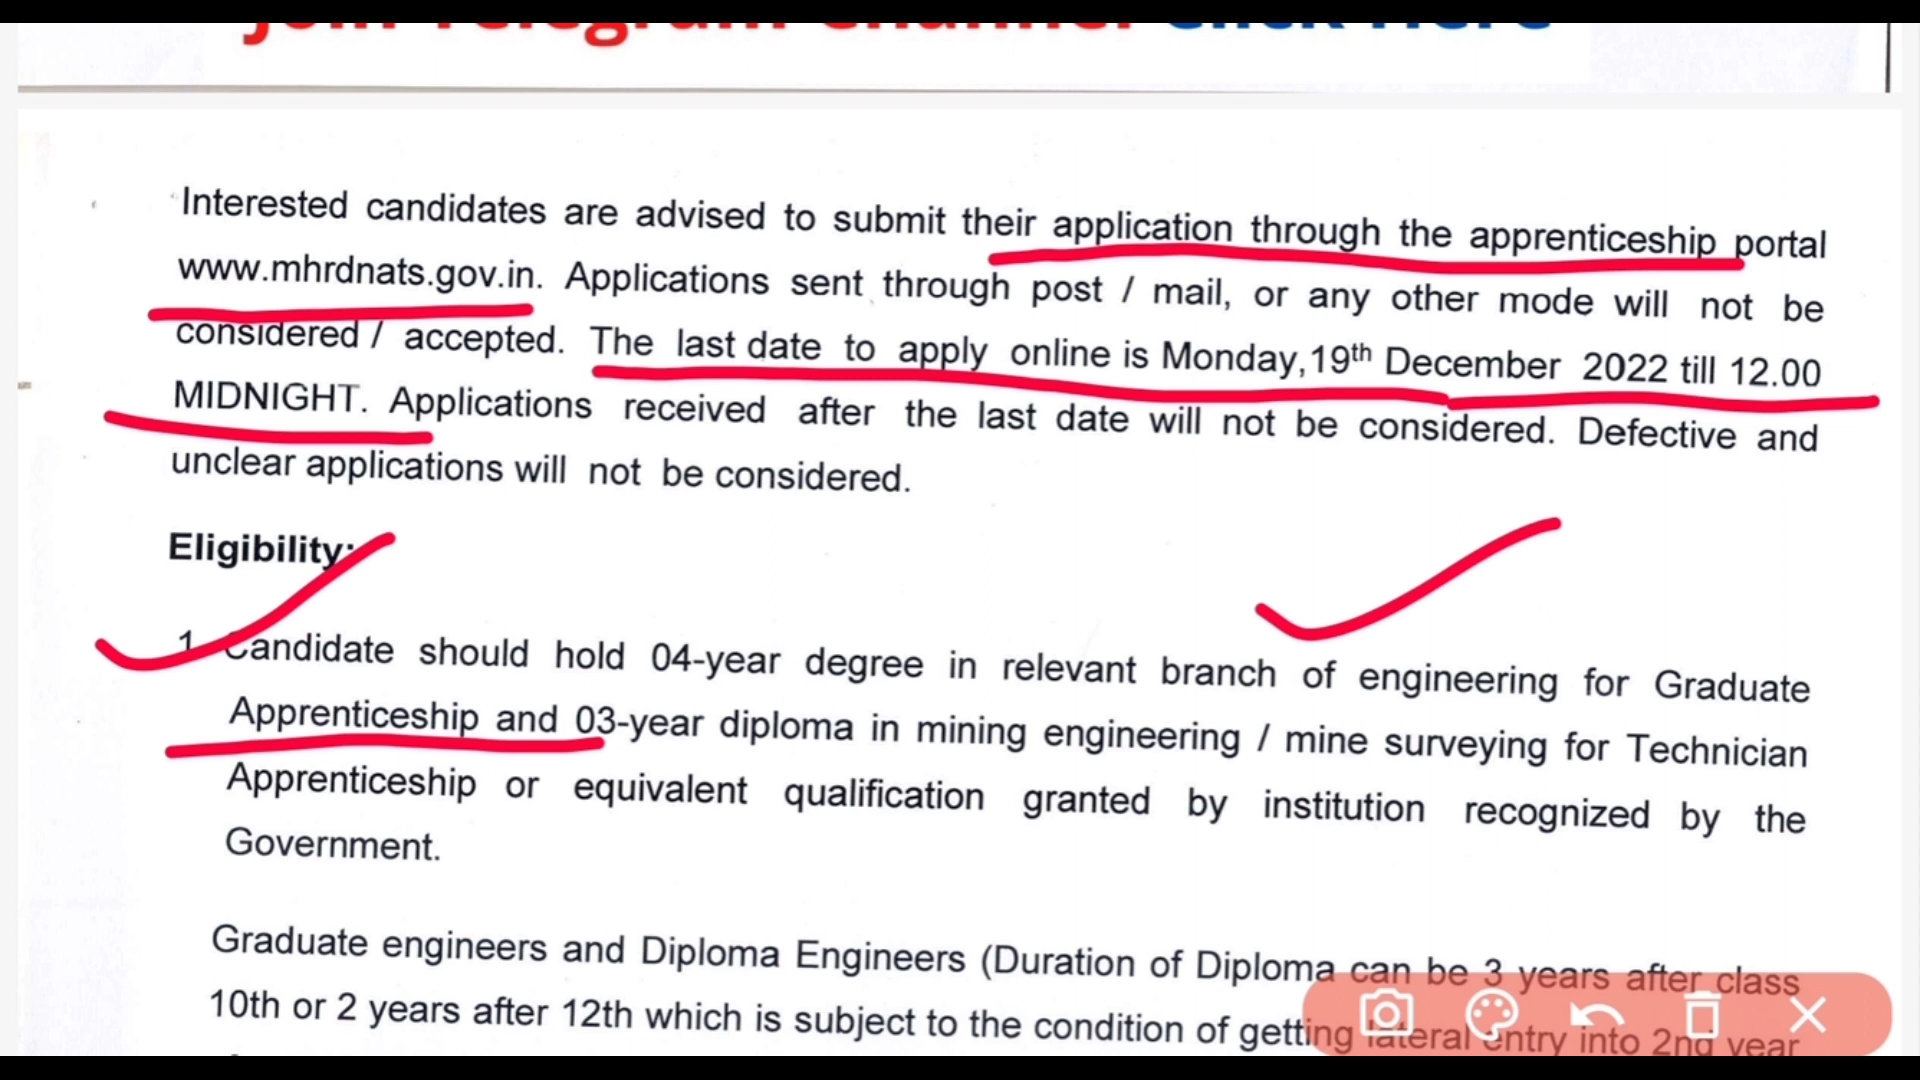 Join Telegram Channel Click Here
Interested candidates are advised to submit their application through the apprenticeship portal
www.mhrdnats.gov.in. Applications sent through post / mail, or any other mode will not be
considered / accepted. The last date to apply online is Monday,19th December 2022 till 12.00
MIDNIGHT. Applications received after the last date will not be considered. Defective and
unclear applications will not be considered.
Eligibility:
1. Candidate should hold 04-year degree in relevant branch of engineering for Graduate
Apprenticeship and 03-year diploma in mining engineering / mine surveying for Technician
Apprenticeship or equivalent qualification granted by institution recognized by the
Government.
Graduate engineers and Diploma Engineers (Duration of Diploma can be 3 years after class
10th or 2 years after 12th which is subject to the condition of getting lateral entry into 2nd year